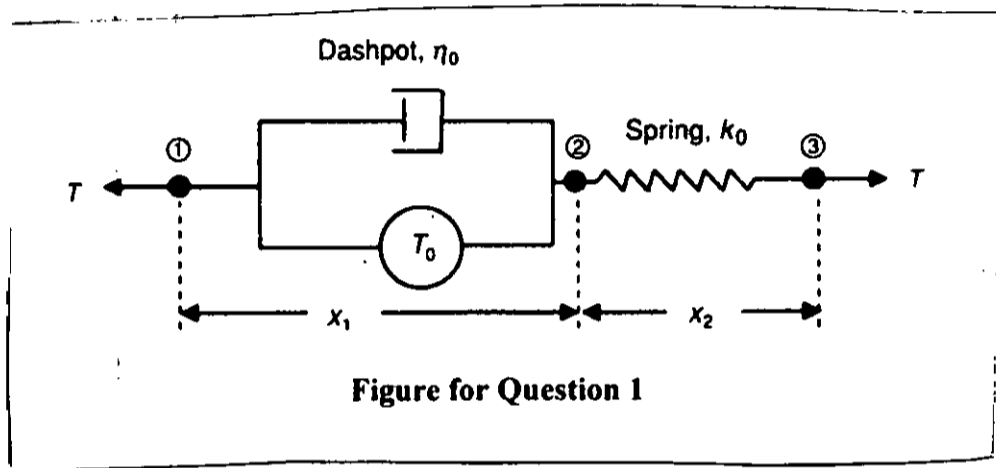 Dashpot, η₀
Spring, k₀
① ② ③
T T
T₀
x₁ x₂
Figure for Question 1